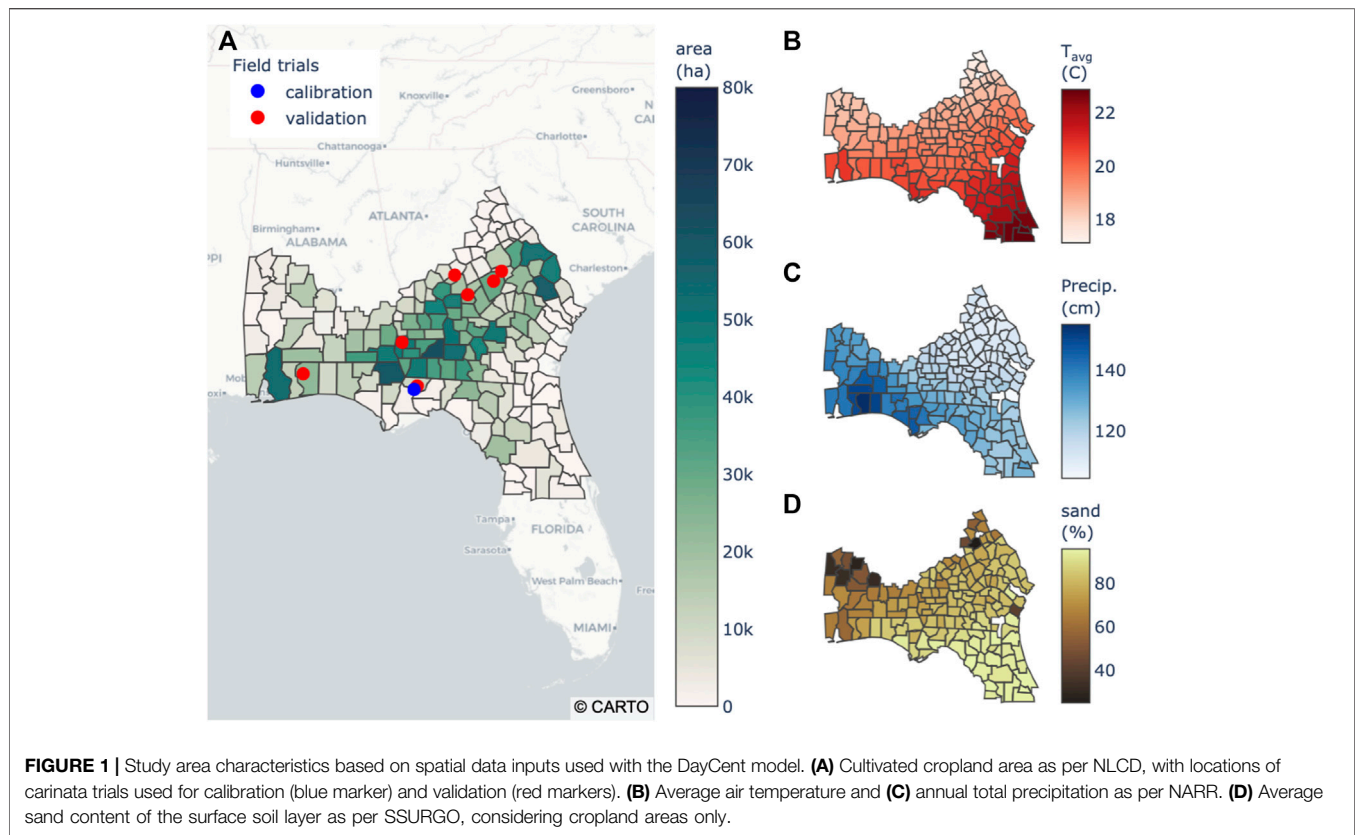 A
Field trials
calibration
validation
Knoxville
Greensboro
N
CAR
Charlotte
Chattanooga
Huntsville
ATLANTA
SOUTH
CAROLINA
Birmingham
ALABAMA
Charleston
Mob
Tampa
FLORIDA
Sarasota
West Palm Beach
Fre
MIAMI
© CARTO
area
(ha)
80k
70k
60k
50k
40k
30k
20k
10k
0
B
Tavg
(C)
22
20
18
C
Precip.
(cm)
140
120
D
sand
(%)
80
60
40
FIGURE 1 | Study area characteristics based on spatial data inputs used with the DayCent model. (A) Cultivated cropland area as per NLCD, with locations of
carinata trials used for calibration (blue marker) and validation (red markers). (B) Average air temperature and (C) annual total precipitation as per NARR. (D) Average
sand content of the surface soil layer as per SSURGO, considering cropland areas only.